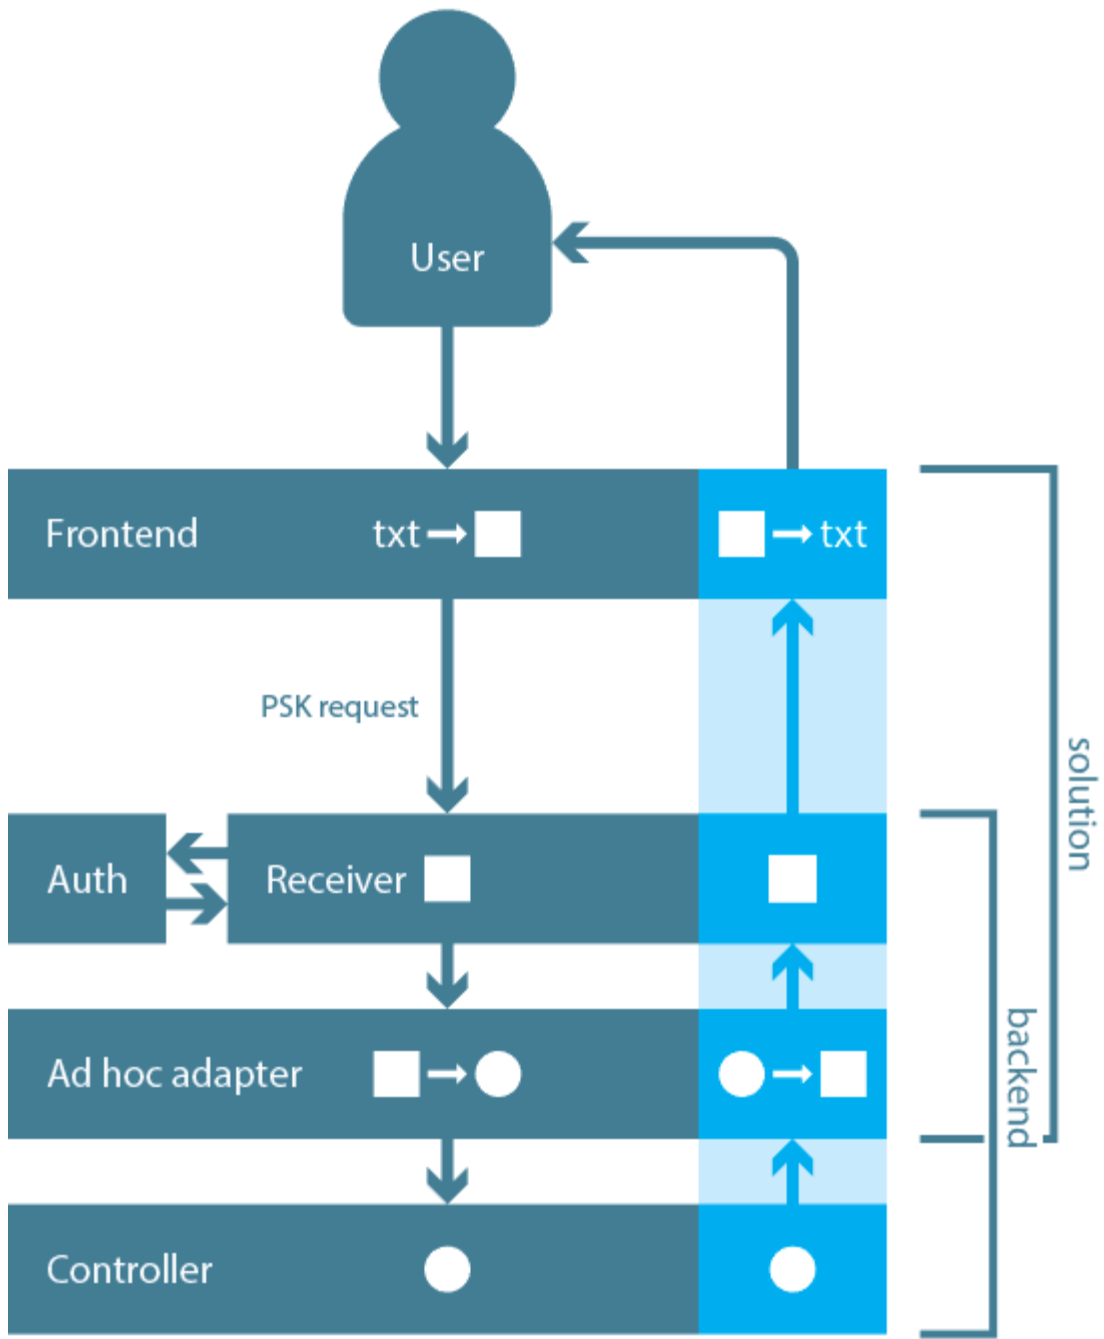 User
Frontend
txt → 
→ txt
PSK request
solution
Auth
Receiver
backend
Ad hoc adapter
Controller